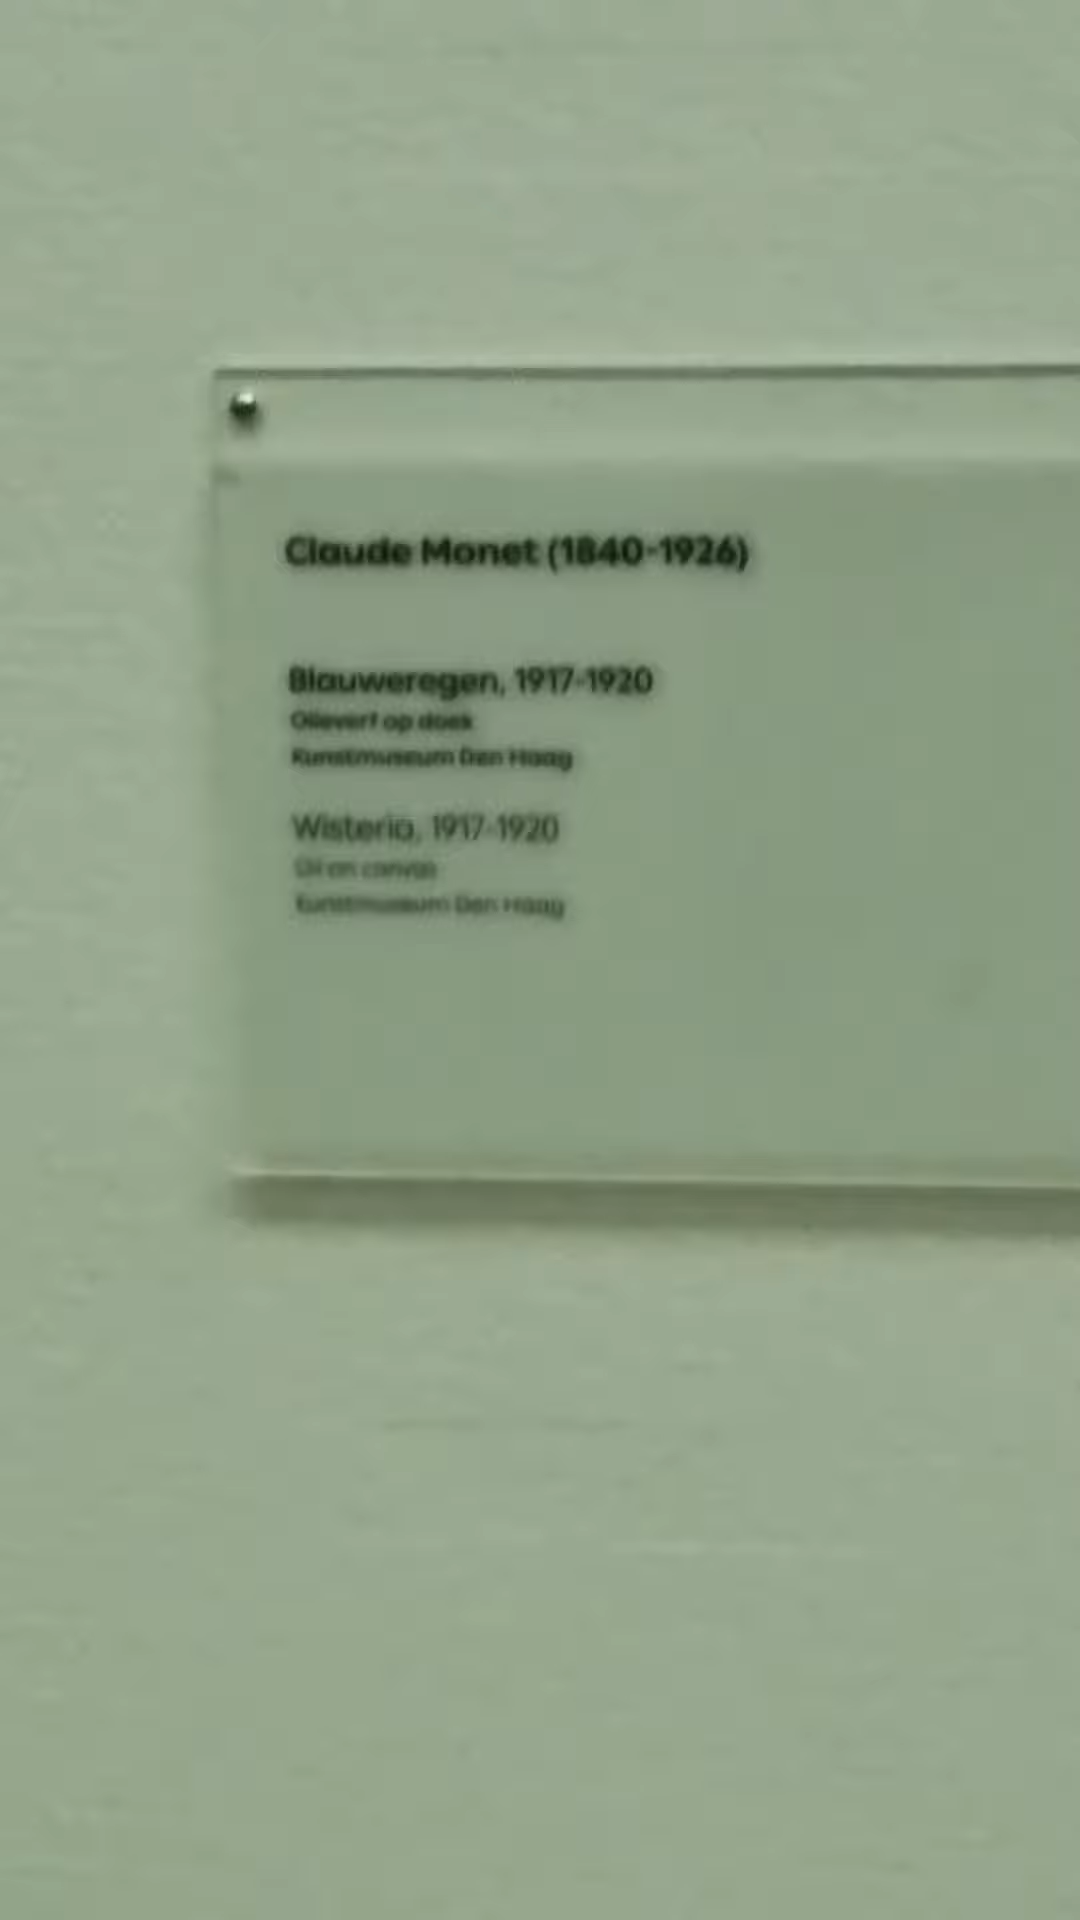 Claude Monet (1840-1926)
Blauweregen, 1917-1920
Olieverf op doek
Kunstmuseum Den Haag
Wisteria, 1917-1920
Oil on canvas
Kunstmuseum Den Haag